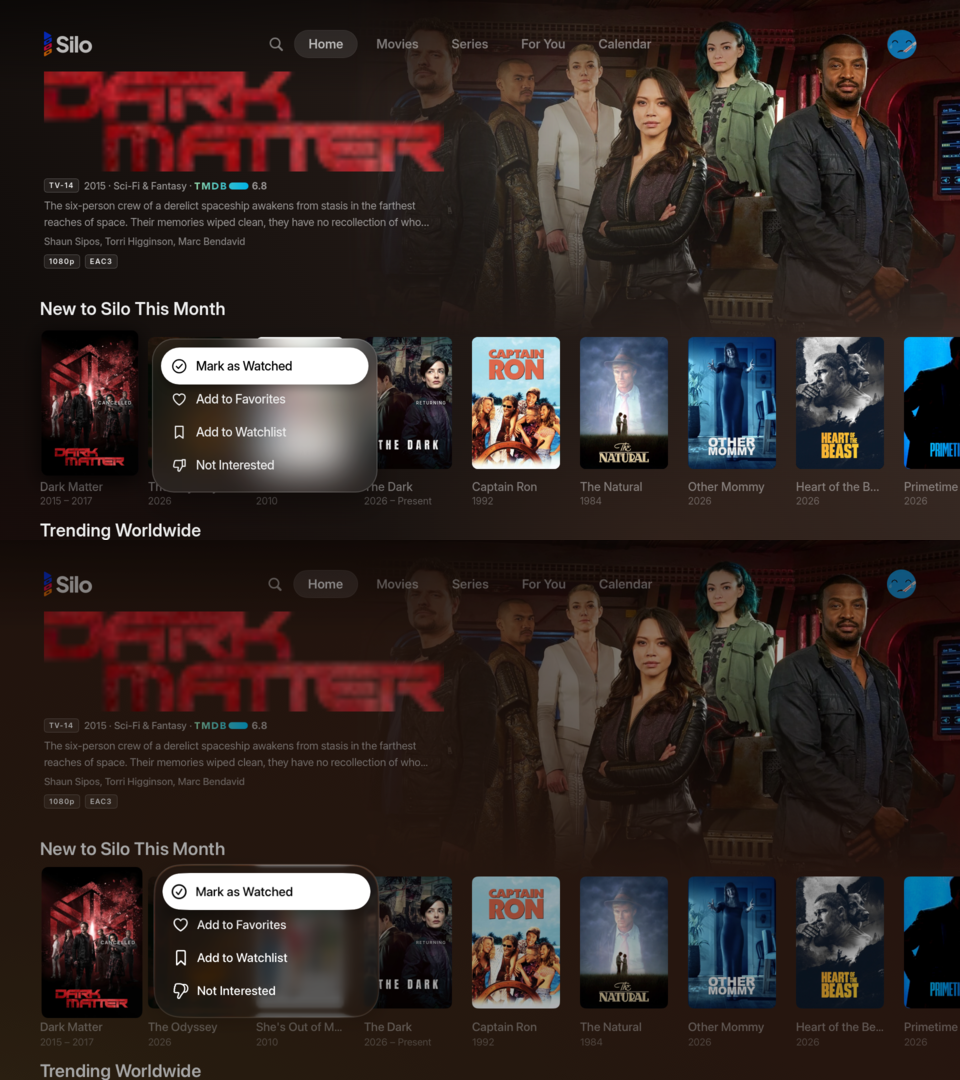 Silo
Home
Movies
Series
For You
Calendar
DARK
MATTER
TV-14 2015 · Sci-Fi & Fantasy · TMDB 6.8
The six-person crew of a derelict spaceship awakens from stasis in the farthest
reaches of space. Their memories wiped clean, they have no recollection of who...
Shaun Sipos, Torri Higginson, Marc Bendavid
1080p EAC3
New to Silo This Month
CANCELLED
DARK MATTER
Mark as Watched
Add to Favorites
Add to Watchlist
Not Interested
RETURNING
THE DARK
CAPTAIN
RON
The
NATURAL
OTHER
MOMMY
HEART OF THE
BEAST
Dark Matter
2015 – 2017
2026
2010
The Dark
2026 – Present
Captain Ron
1992
The Natural
1984
Other Mommy
2026
Heart of the B...
2026
Primetime
2026
Trending Worldwide
Silo
Home
Movies
Series
For You
Calendar
DARK
MATTER
TV-14 2015 · Sci-Fi & Fantasy · TMDB 6.8
The six-person crew of a derelict spaceship awakens from stasis in the farthest
reaches of space. Their memories wiped clean, they have no recollection of who...
Shaun Sipos, Torri Higginson, Marc Bendavid
1080p EAC3
New to Silo This Month
CANCELLED
DARK MATTER
Mark as Watched
Add to Favorites
Add to Watchlist
Not Interested
RETURNING
THE DARK
CAPTAIN
RON
The
NATURAL
OTHER
MOMMY
HEART OF THE
BEAST
Dark Matter
2015 – 2017
The Odyssey
2026
She's Out of M...
2010
The Dark
2026 – Present
Captain Ron
1992
The Natural
1984
Other Mommy
2026
Heart of the Be...
2026
Primetime
2026
Trending Worldwide